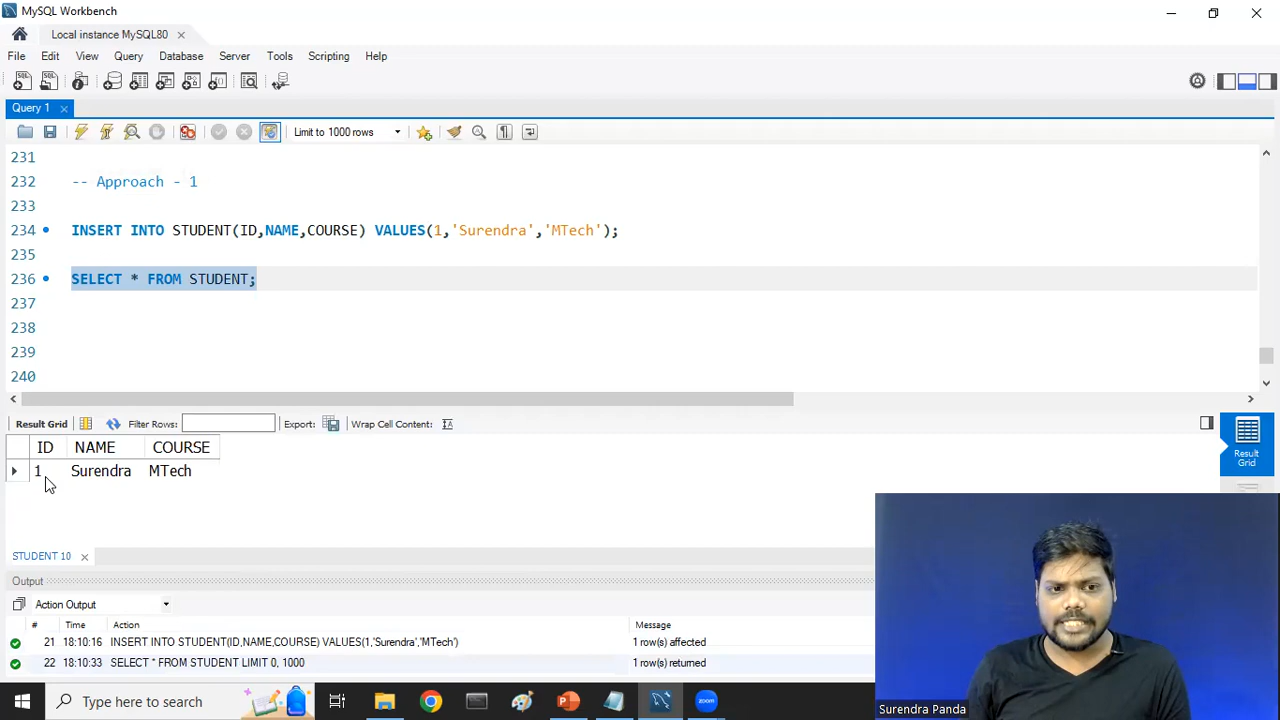 MySQL Workbench
Local instance MySQL80
File Edit View Query Database Server Tools Scripting Help
Query 1
Limit to 1000 rows
231
232 -- Approach - 1
233
234 INSERT INTO STUDENT(ID,NAME,COURSE) VALUES(1,'Surendra','MTech');
235
236 SELECT * FROM STUDENT;
237
238
239
240
Result Grid Filter Rows: Export: Wrap Cell Content:
ID NAME COURSE
1 Surendra MTech
Result
Grid
STUDENT 10
Output
Action Output
# Time Action Message
21 18:10:16 INSERT INTO STUDENT(ID,NAME,COURSE) VALUES(1,'Surendra','MTech') 1 row(s) affected
22 18:10:33 SELECT * FROM STUDENT LIMIT 0, 1000 1 row(s) returned
Type here to search
zoom
Surendra Panda